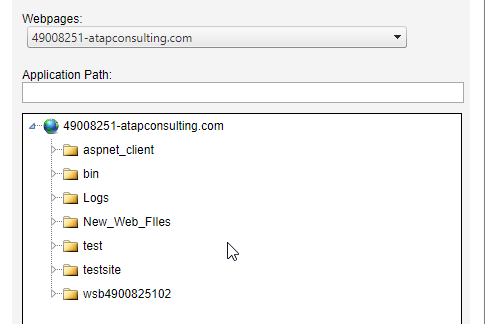 Webpages:
49008251-atapconsulting.com
Application Path:
49008251-atapconsulting.com
aspnet_client
bin
Logs
New_Web_FIles
test
testsite
wsb4900825102